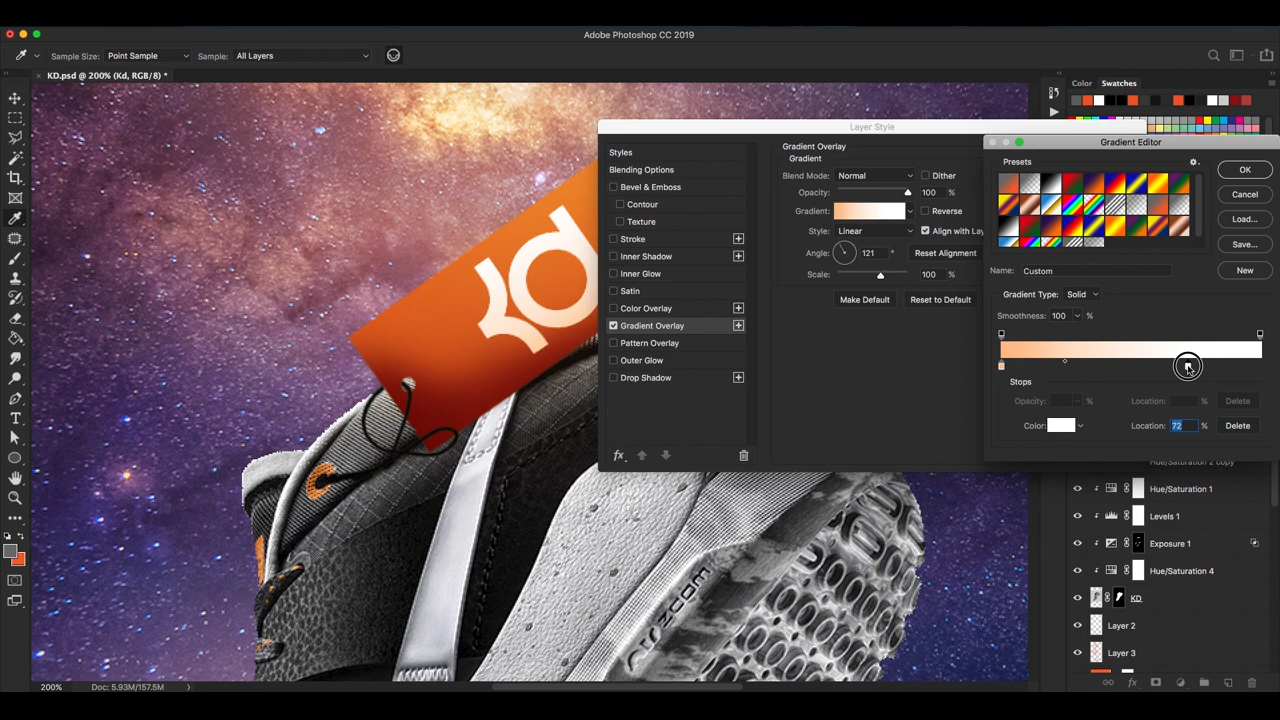 Adobe Photoshop CC 2019
Sample Size: Point Sample Sample: All Layers
× KD.psd @ 200% (Kd, RGB/8) *
Color Swatches
Layer Style
Gradient Editor
Styles
Blending Options
Bevel & Emboss
Contour
Texture
Stroke
Inner Shadow
Inner Glow
Satin
Color Overlay
Gradient Overlay
Pattern Overlay
Outer Glow
Drop Shadow
fx
Gradient Overlay
Gradient
Blend Mode: Normal Dither
Opacity: 100 %
Gradient: Reverse
Style: Linear Align with Lay
Angle: 121 ° Reset Alignment
Scale: 100 %
Make Default Reset to Default
Presets
OK
Cancel
Load...
Save...
New
Name: Custom
Gradient Type: Solid
Smoothness: 100 %
Stops
Opacity: % Location: % Delete
Color: Location: 72 % Delete
kd
zoom
Hue/Saturation 2 copy
Hue/Saturation 1
Levels 1
Exposure 1
Hue/Saturation 4
KD
Layer 2
Layer 3
fx
200% Doc: 5.93M/157.5M